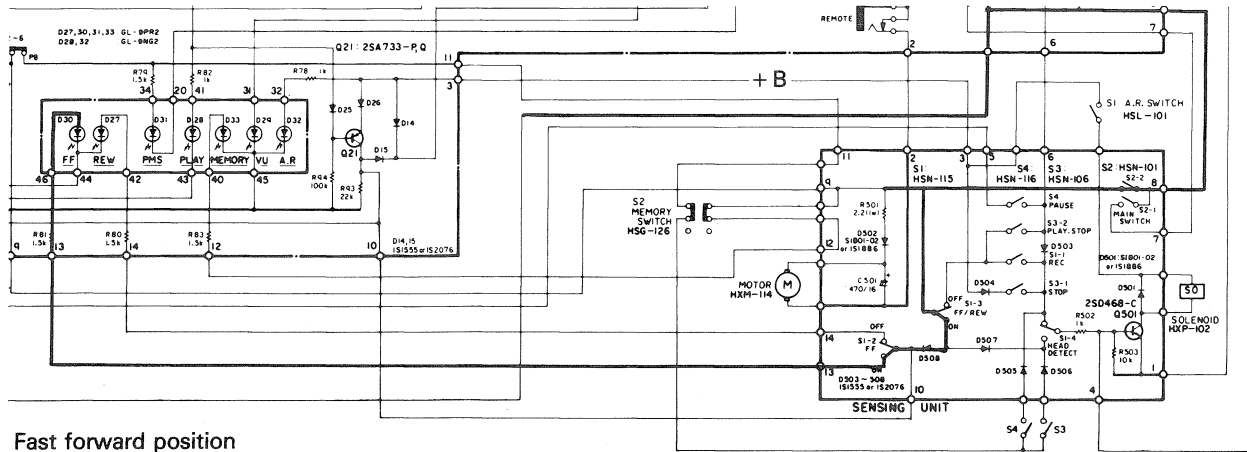 REMOTE
7
D27,30,31,33 GL-9PR2
D28,32 GL-9NG2
-6
P8
Q21: 2SA733-P,Q
2
6
11
3
+B
R79
1.5k
R82
1k
R78 1k
34 20 41 31 32
D25
D26
D14
S1 A.R. SWITCH
HSL-101
D30 D27 D31 D28 D33 D29 D32
Q21
D15
FF REW PMS PLAY MEMORY VU A.R
46 44 42 43 40 45
R94
100k
R93
22k
11 2 3 5 6
S1:
HSN-115
S4:
HSN-116
S3:
HSN-106
S2: HSN-101
S2-2
9
8
S2
MEMORY
SWITCH
HSG-126
R501
2.2(1W)
S4
PAUSE
S2-1
MAIN
SWITCH
S3-2
PLAY.STOP
R81
1.5k
R80
1.5k
R83
1.2k
D14,15
1S1555 or 1S2076
D502
S1B01-02
or 1S1886
12
7
9 13 14 12 10
D503
S1-1
REC
D501:S1B01-02
or 1S1886
MOTOR
HXM-114
M
C501
470/16
+
D504
S3-1
STOP
D501
SO
SOLENOID
HXP-102
OFF
S1-3
FF/REW
ON
2SD468-C
Q501
R502
1k
14
OFF
S1-2
FF
ON
D508
D507
S1-4
HEAD
DETECT
R503
10k
13
D503~508
1S1555 or 1S2076
10
D505
D506
4
1
SENSING UNIT
S4
S3
Fast forward position